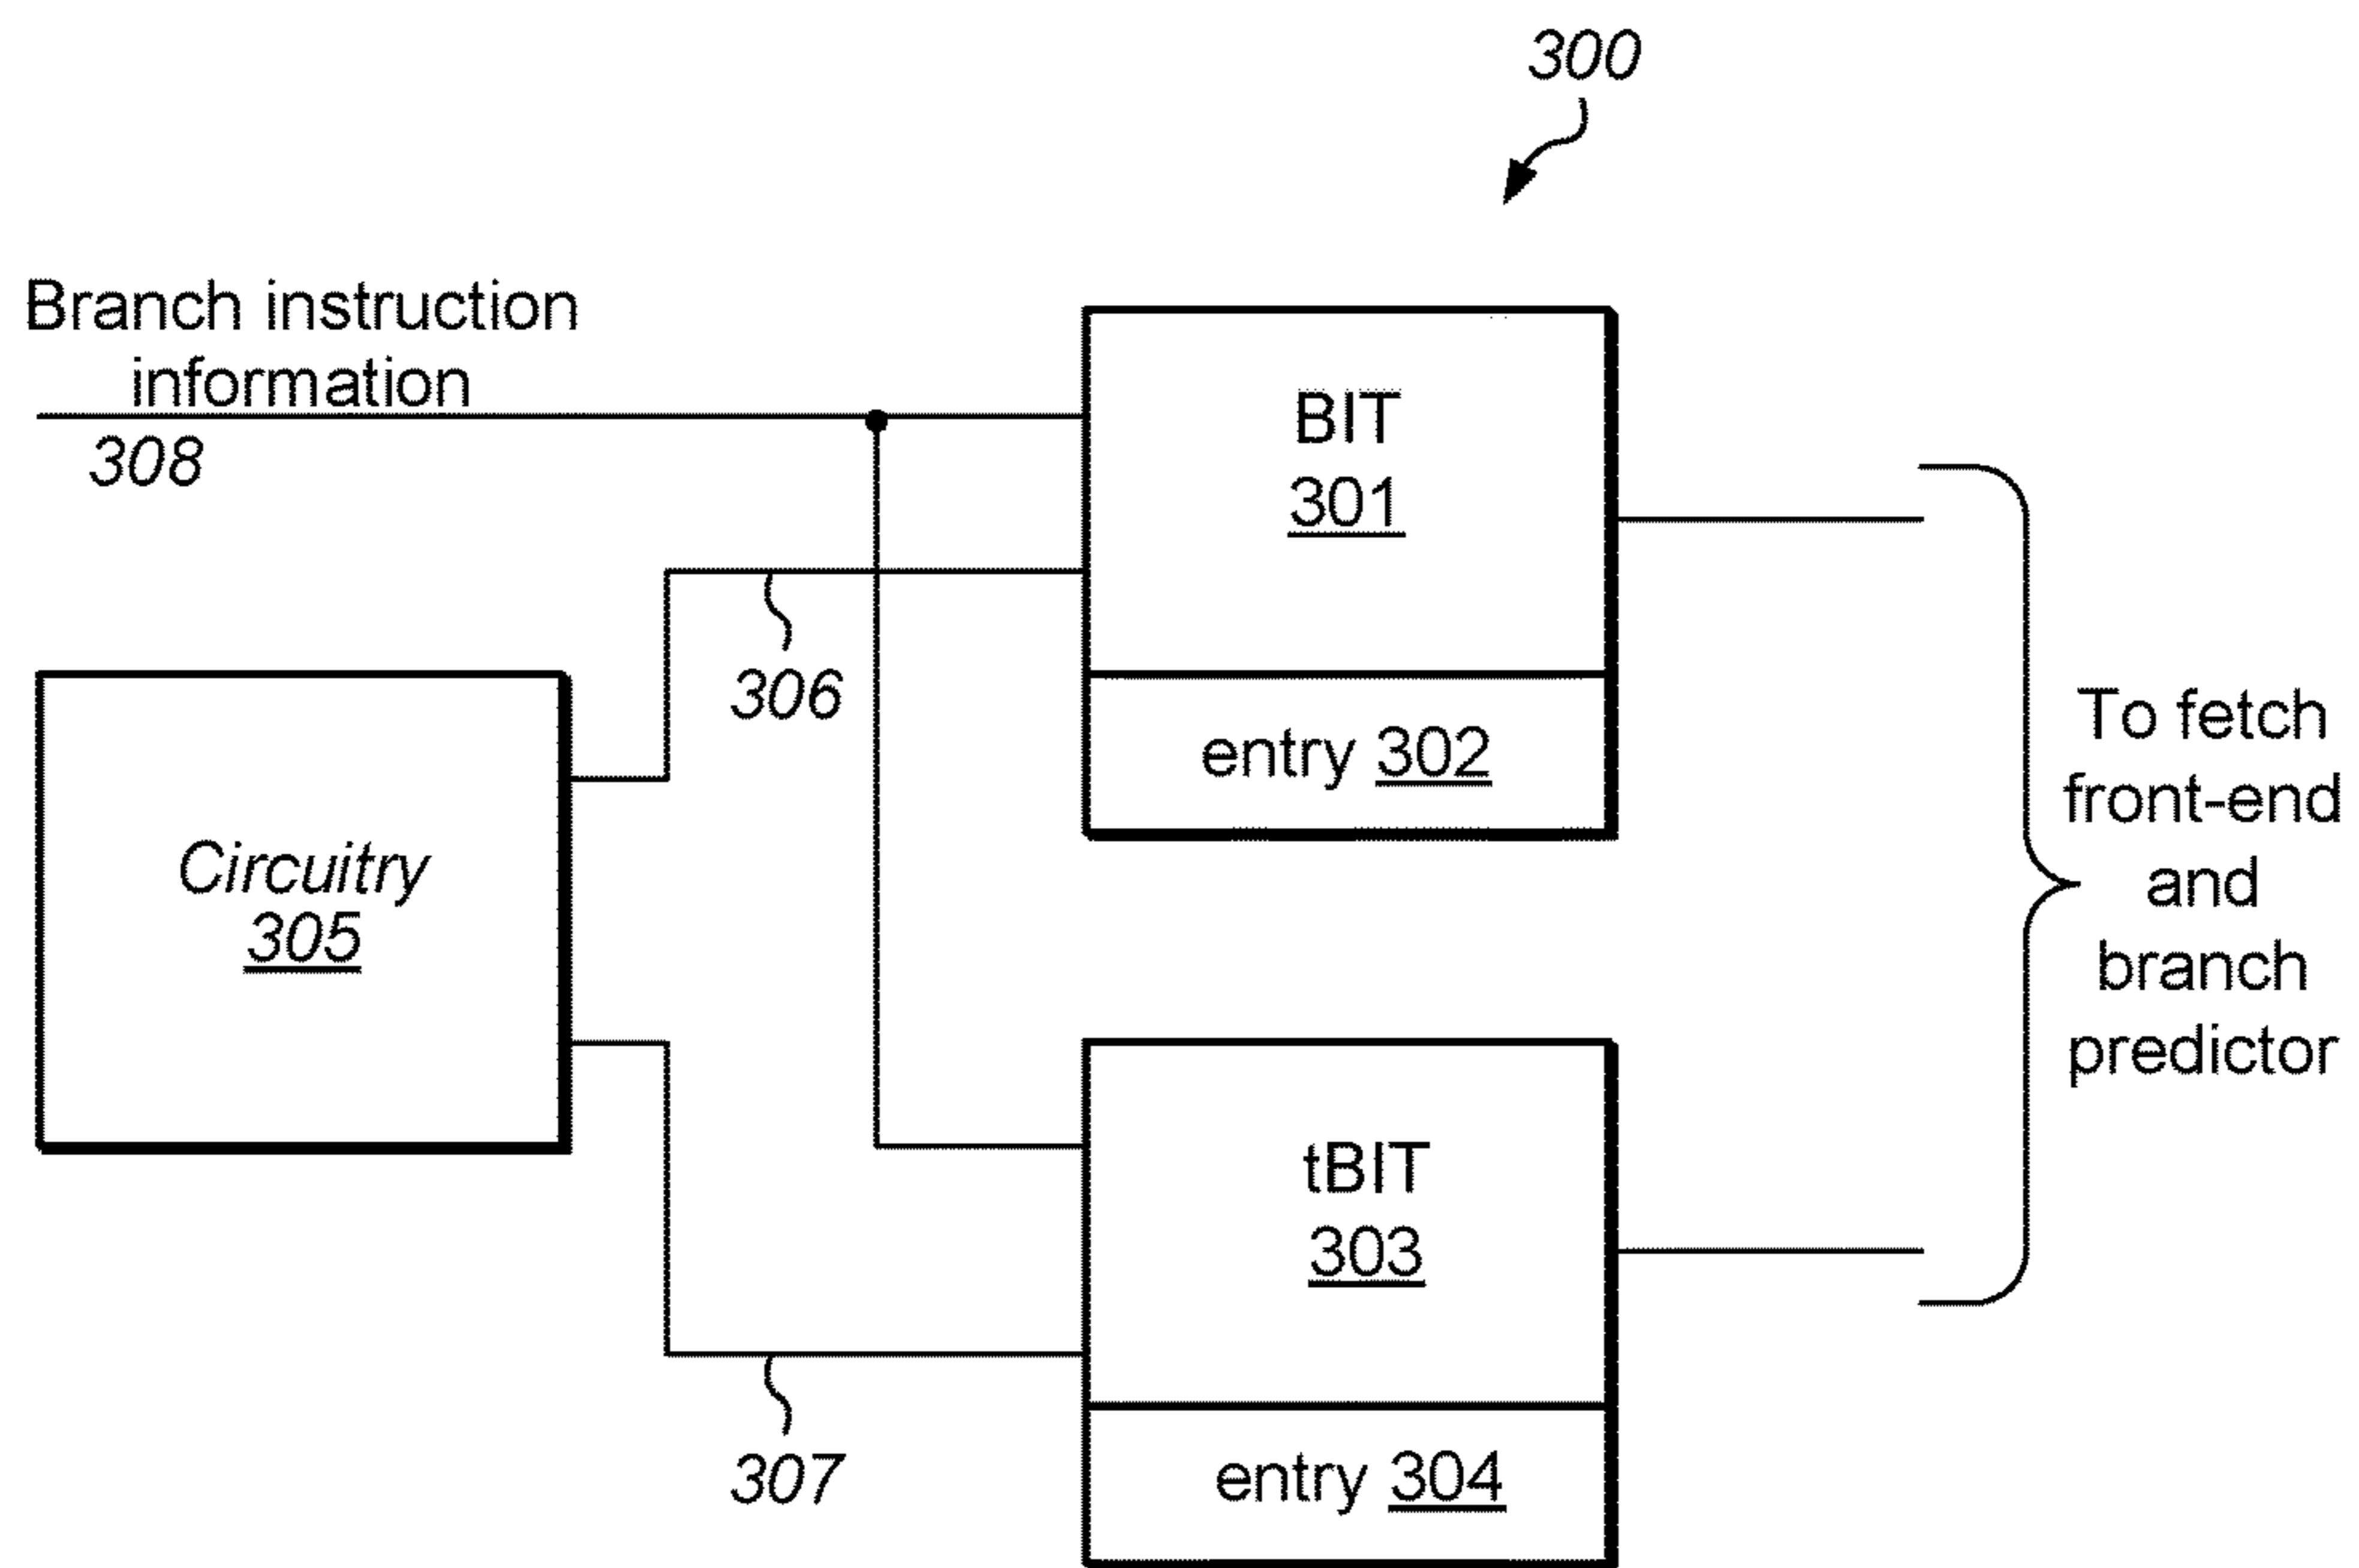 300
Branch instruction
information
308
BIT
301
306
entry 302
Circuitry
305
To fetch
front-end
and
branch
predictor
tBIT
303
307
entry 304